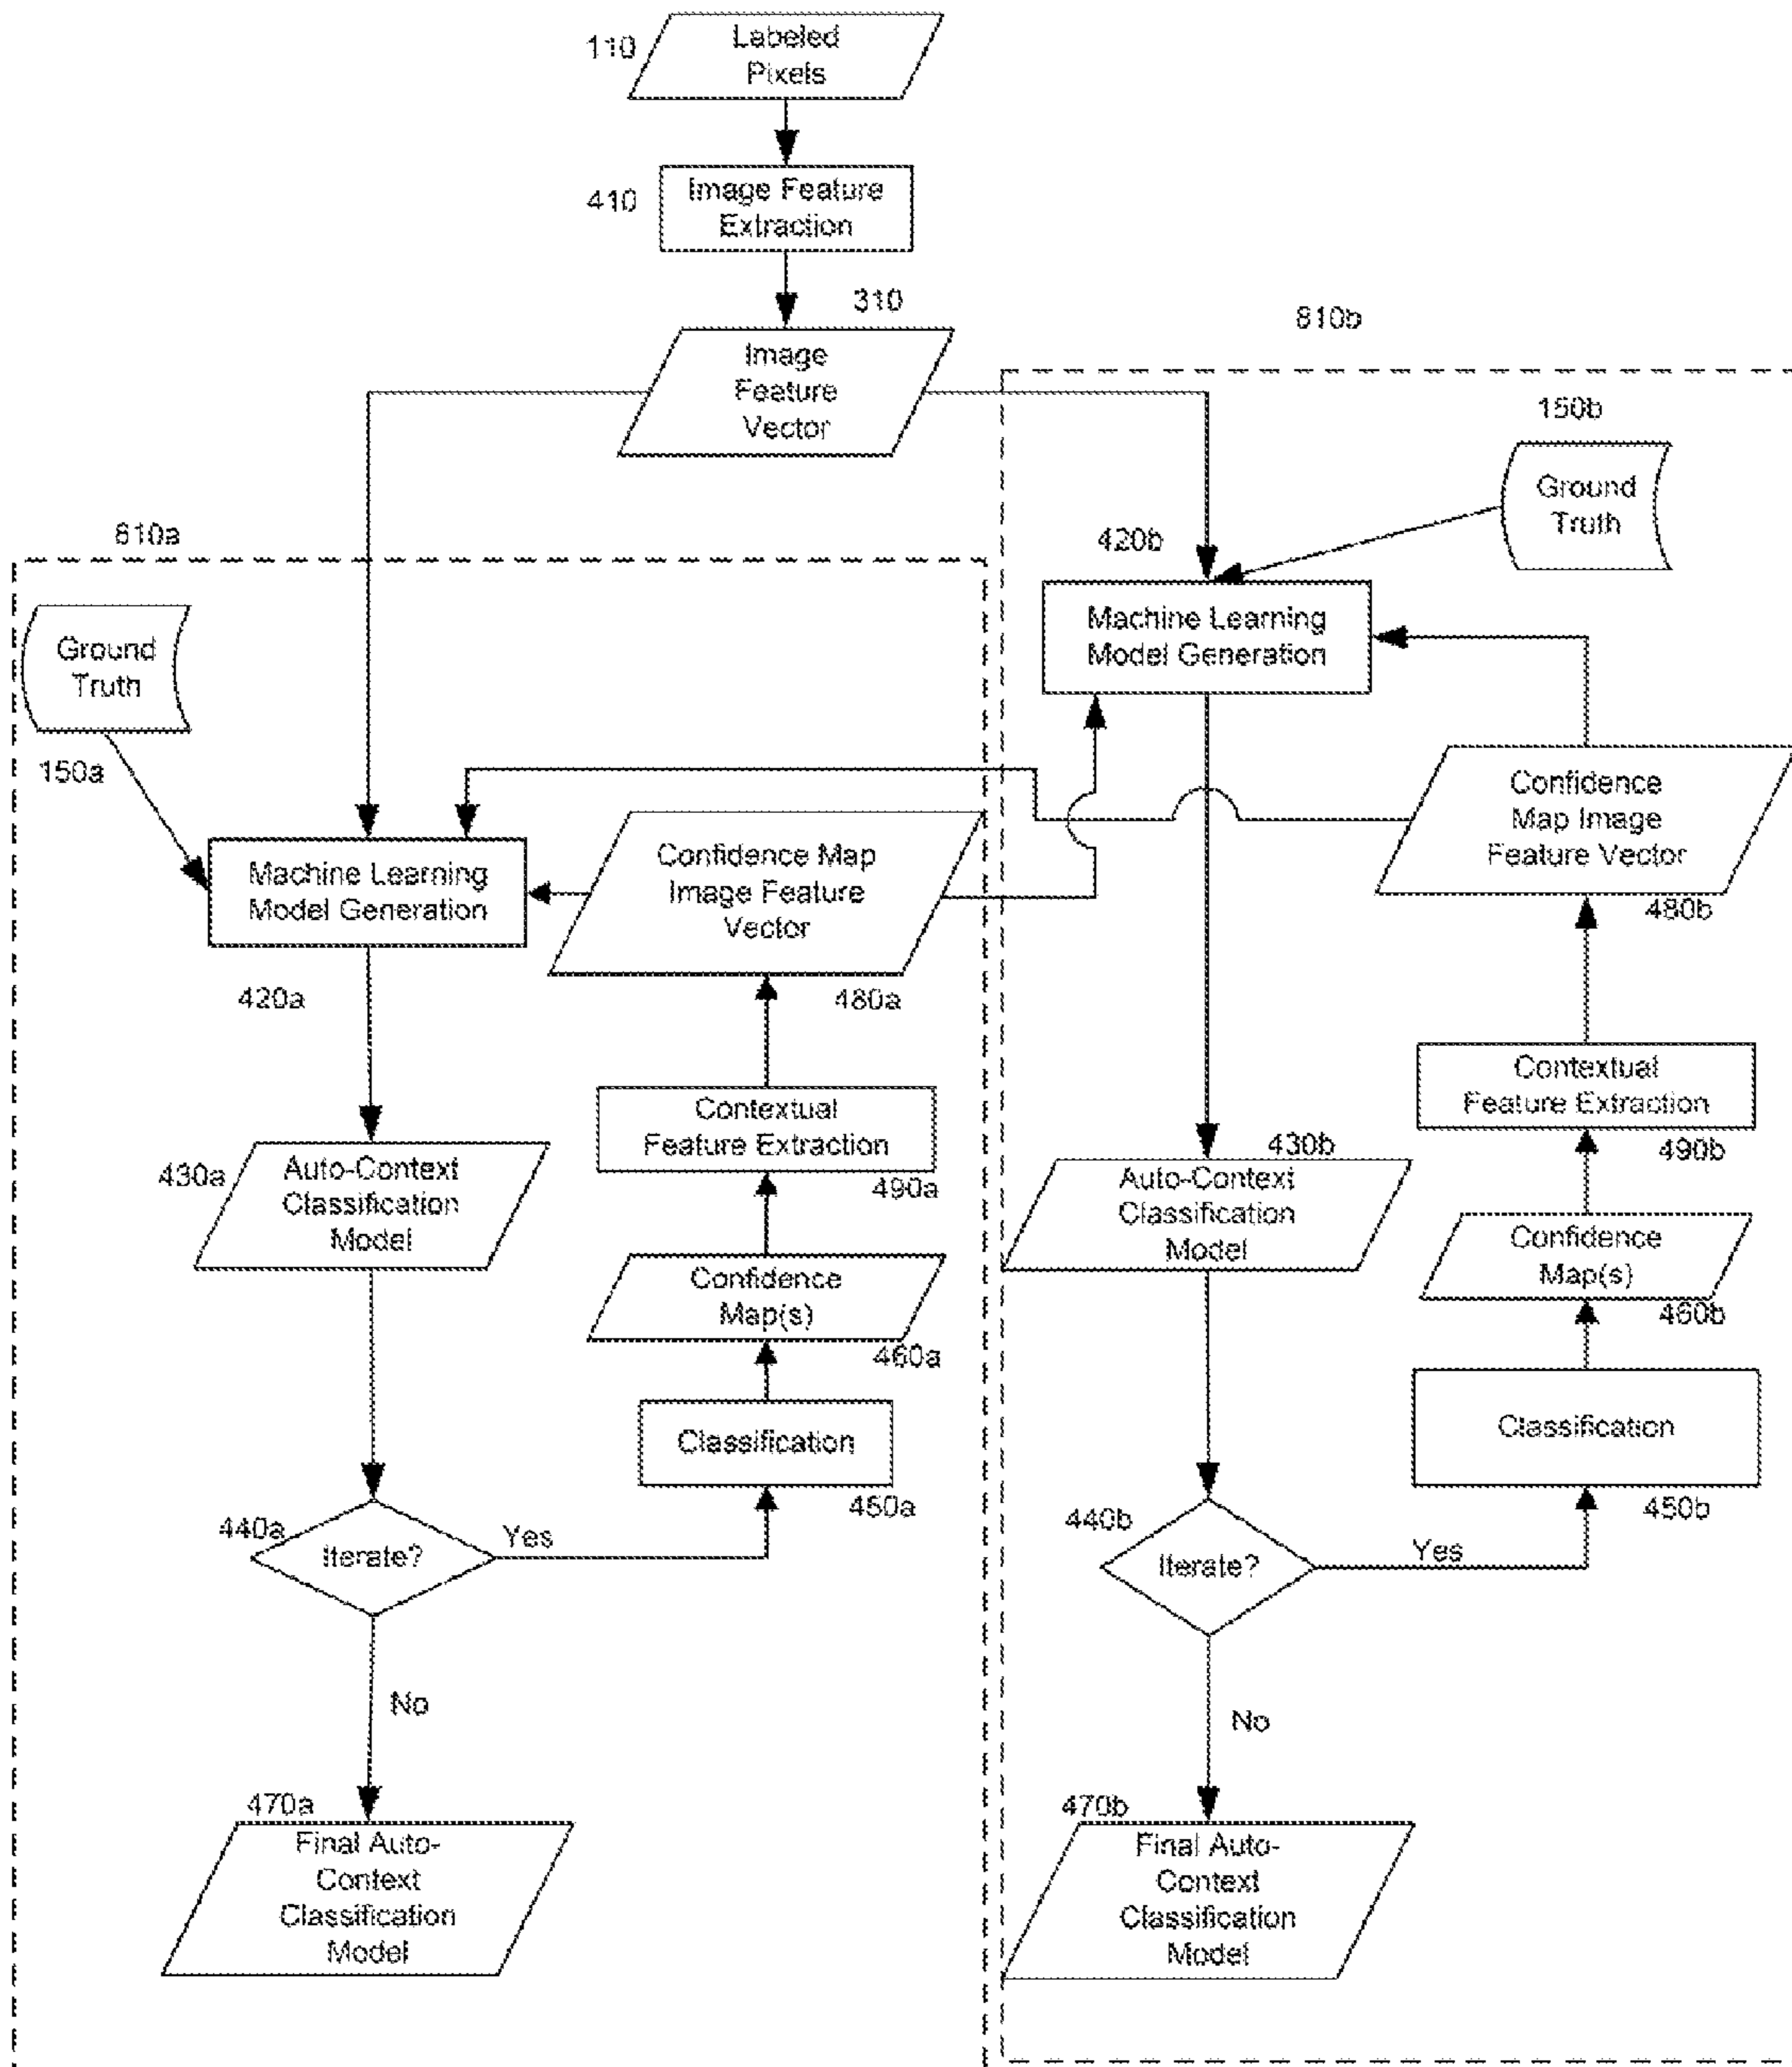 110
Labeled
Pixels
410
Image Feature
Extraction
310
Image
Feature
Vector
810b
150b
Ground
Truth
420b
Machine Learning
Model Generation
810a
Ground
Truth
150a
Machine Learning
Model Generation
420a
Confidence Map
Image Feature
Vector
480a
Confidence
Map Image
Feature Vector
480b
Contextual
Feature Extraction
490a
Contextual
Feature Extraction
490b
430a
Auto-Context
Classification
Model
430b
Auto-Context
Classification
Model
Confidence
Map(s)
460a
Confidence
Map(s)
460b
Classification
450a
Classification
450b
440a
Iterate?
Yes
440b
Iterate?
Yes
No
No
470a
Final Auto-
Context
Classification
Model
470b
Final Auto-
Context
Classification
Model